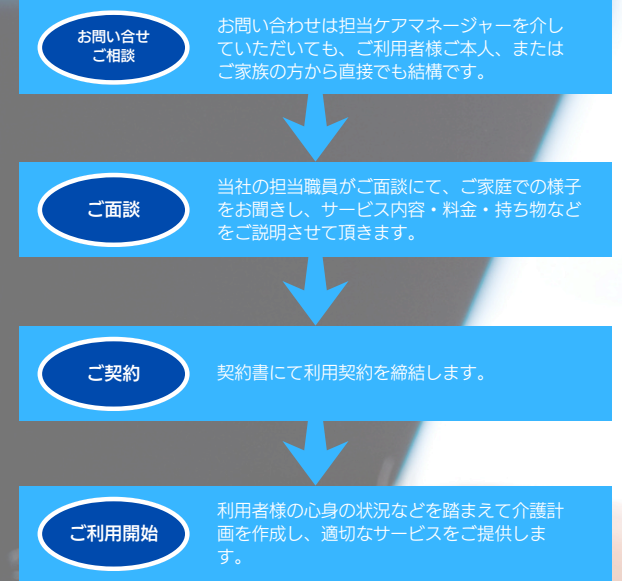 お問い合せ
ご相談
お問い合わせは担当ケアマネージャーを介し
ていただいても、ご利用者様ご本人、または
ご家族の方から直接でも結構です。
ご面談
当社の担当職員がご面談にて、ご家庭での様子
をお聞きし、サービス内容・料金・持ち物など
をご説明させて頂きます。
ご契約
契約書にて利用契約を締結します。
ご利用開始
利用者様の心身の状況などを踏まえて介護計
画を作成し、適切なサービスをご提供しま
す。